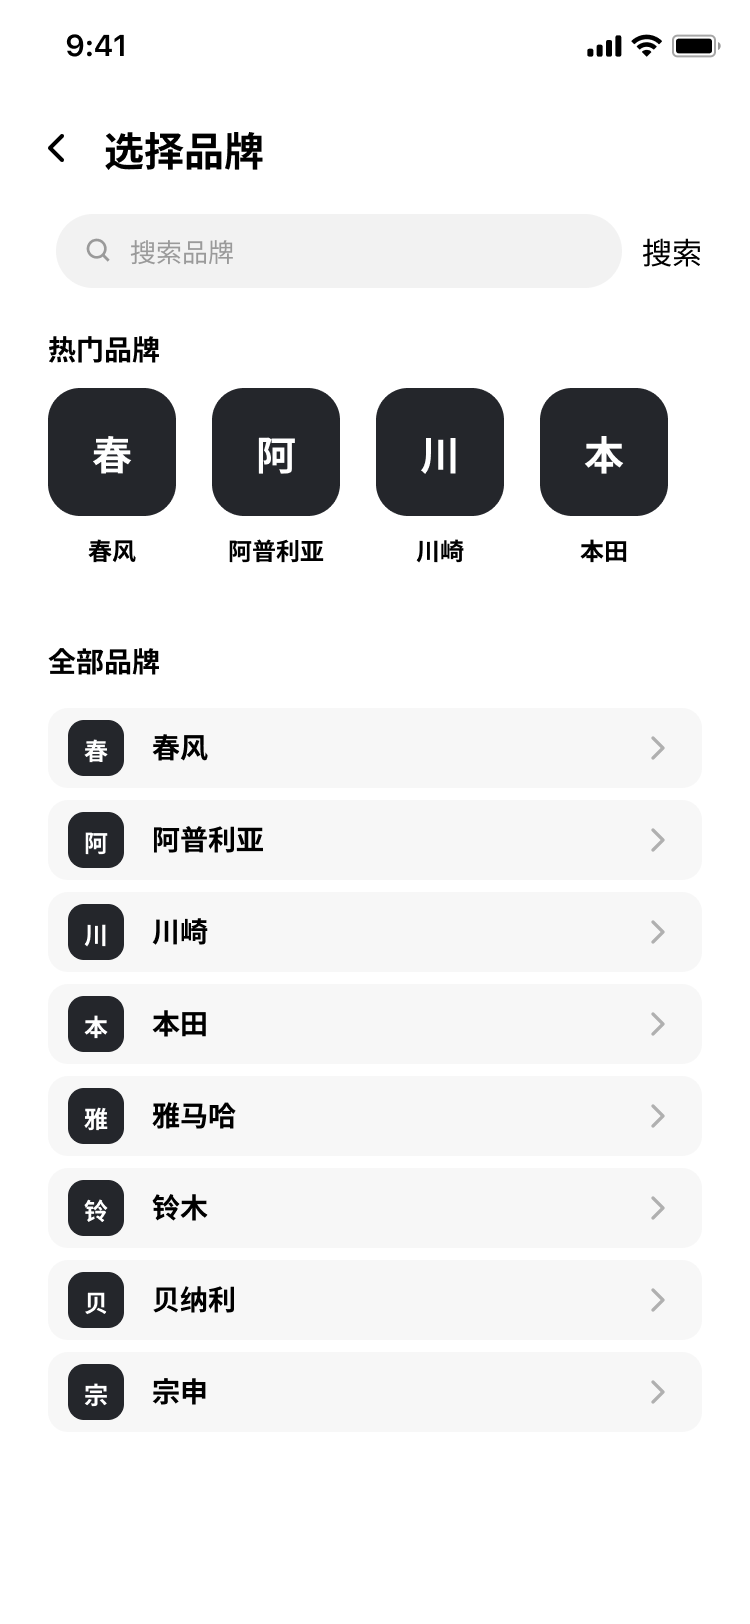 9:41
选择品牌
搜索品牌 搜索
热门品牌
春 阿 川 本
春风 阿普利亚 川崎 本田
全部品牌
春 春风
阿 阿普利亚
川 川崎
本 本田
雅 雅马哈
铃 铃木
贝 贝纳利
宗 宗申